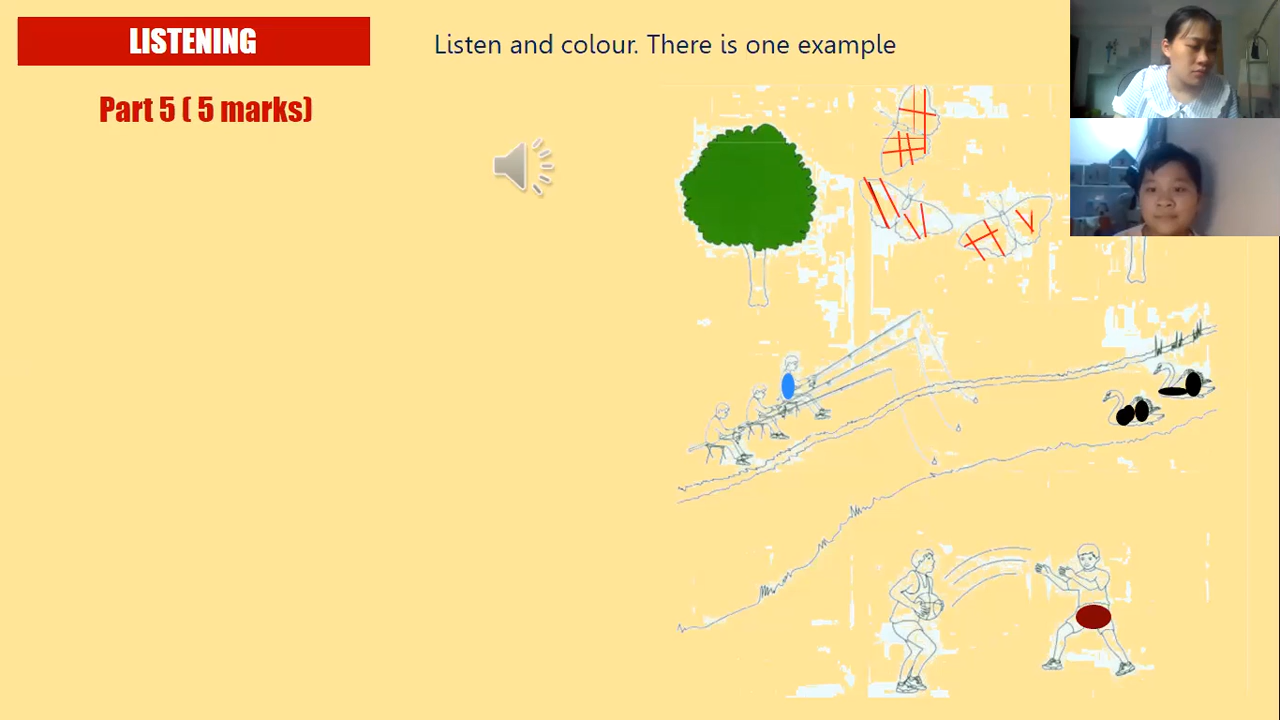 LISTENING
Listen and colour. There is one example
Part 5 ( 5 marks)